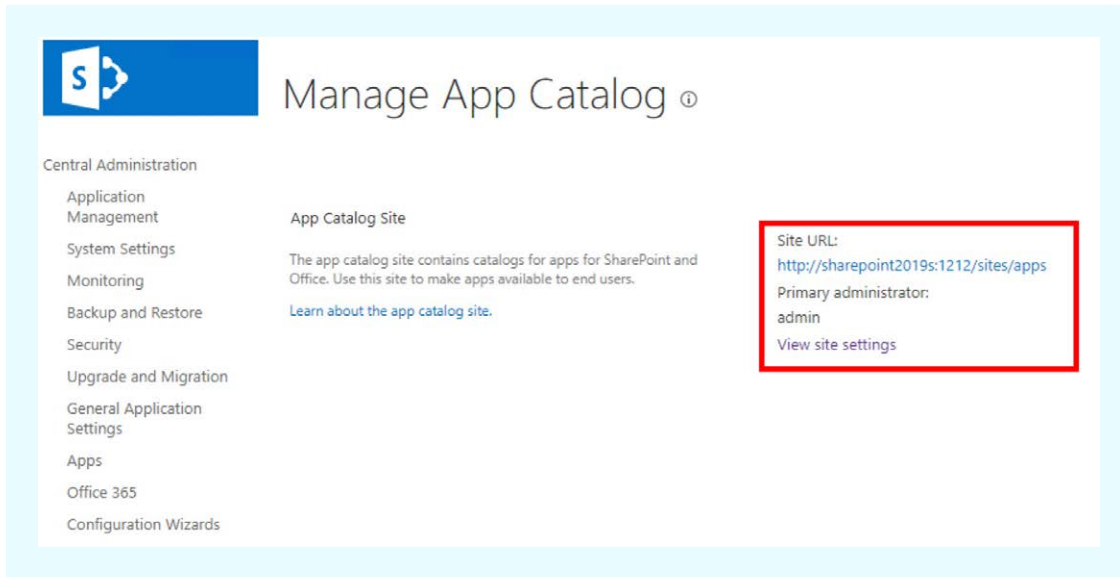 S
Manage App Catalog
Central Administration
Application
Management
System Settings
Monitoring
Backup and Restore
Security
Upgrade and Migration
General Application
Settings
Apps
Office 365
Configuration Wizards
App Catalog Site
The app catalog site contains catalogs for apps for SharePoint and
Office. Use this site to make apps available to end users.
Learn about the app catalog site.
Site URL:
http://sharepoint2019s:1212/sites/apps
Primary administrator:
admin
View site settings